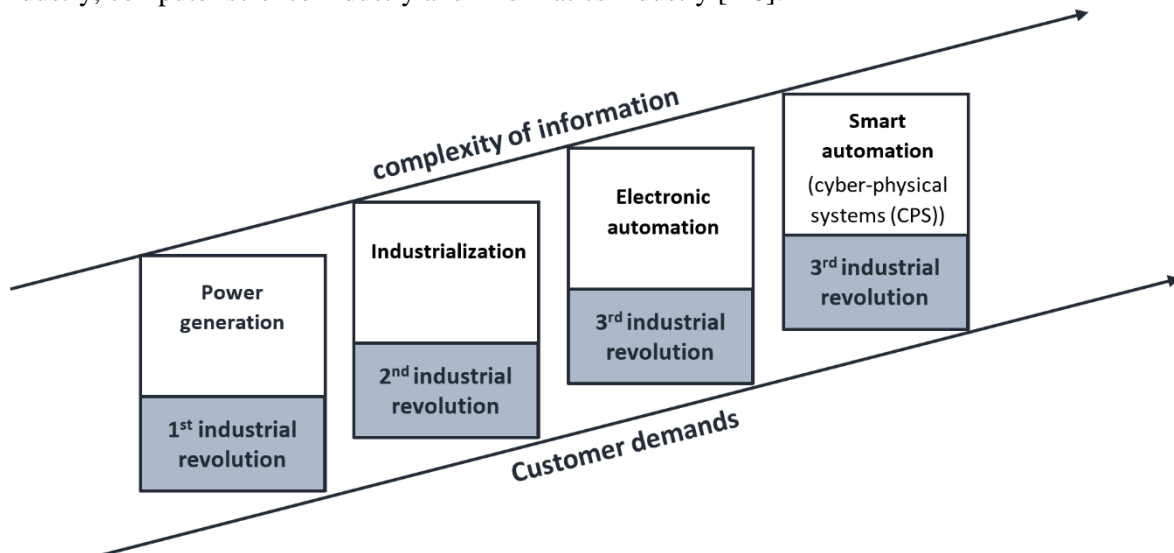 complexity of information
Smart
automation
(cyber-physical
systems (CPS))
3rd industrial
revolution
Electronic
automation
3rd industrial
revolution
Industrialization
2nd industrial
revolution
Power
generation
1st industrial
revolution
Customer demands